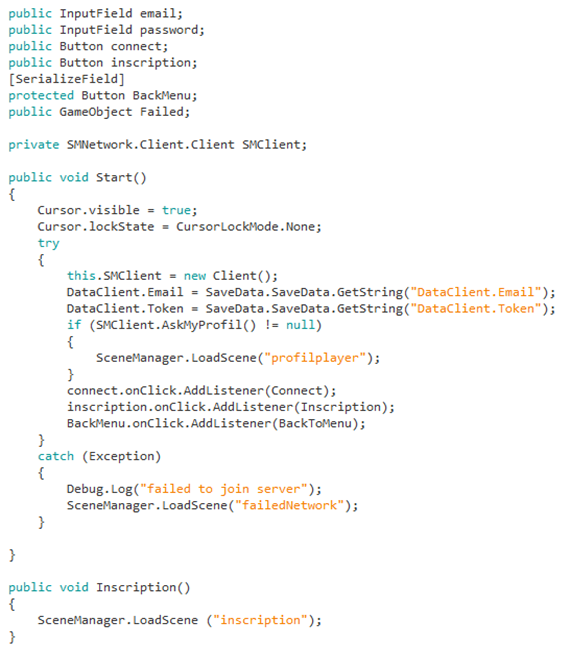 public InputField email;
public InputField password;
public Button connect;
public Button inscription;
[SerializeField]
protected Button BackMenu;
public GameObject Failed;

private SMNetwork.Client.Client SMClient;

public void Start()
{
    Cursor.visible = true;
    Cursor.lockState = CursorLockMode.None;
    try
    {
        this.SMClient = new Client();
        DataClient.Email = SaveData.SaveData.GetString("DataClient.Email");
        DataClient.Token = SaveData.SaveData.GetString("DataClient.Token");
        if (SMClient.AskMyProfil() != null)
        {
            SceneManager.LoadScene("profilplayer");
        }
        connect.onClick.AddListener(Connect);
        inscription.onClick.AddListener(Inscription);
        BackMenu.onClick.AddListener(BackToMenu);
    }
    catch (Exception)
    {
        Debug.Log("failed to join server");
        SceneManager.LoadScene("failedNetwork");
    }

}

public void Inscription()
{
    SceneManager.LoadScene ("inscription");
}